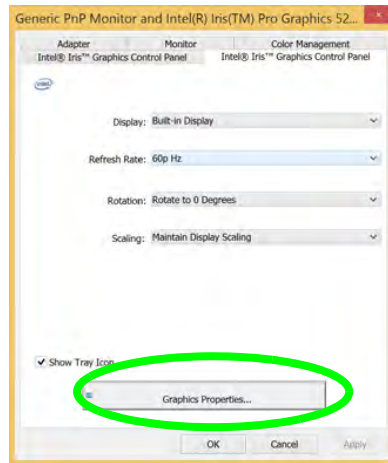 Generic PnP Monitor and Intel(R) Iris(TM) Pro Graphics 52...
Adapter Monitor Color Management
Intel® Iris™ Graphics Control Panel Intel® Iris™ Graphics Control Panel
intel
Display: Built-in Display
Refresh Rate: 60p Hz
Rotation: Rotate to 0 Degrees
Scaling: Maintain Display Scaling
Show Tray Icon
Graphics Properties...
OK Cancel Apply